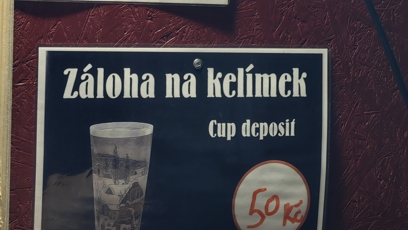 Záloha na kelímek
Cup deposit
50 Kč